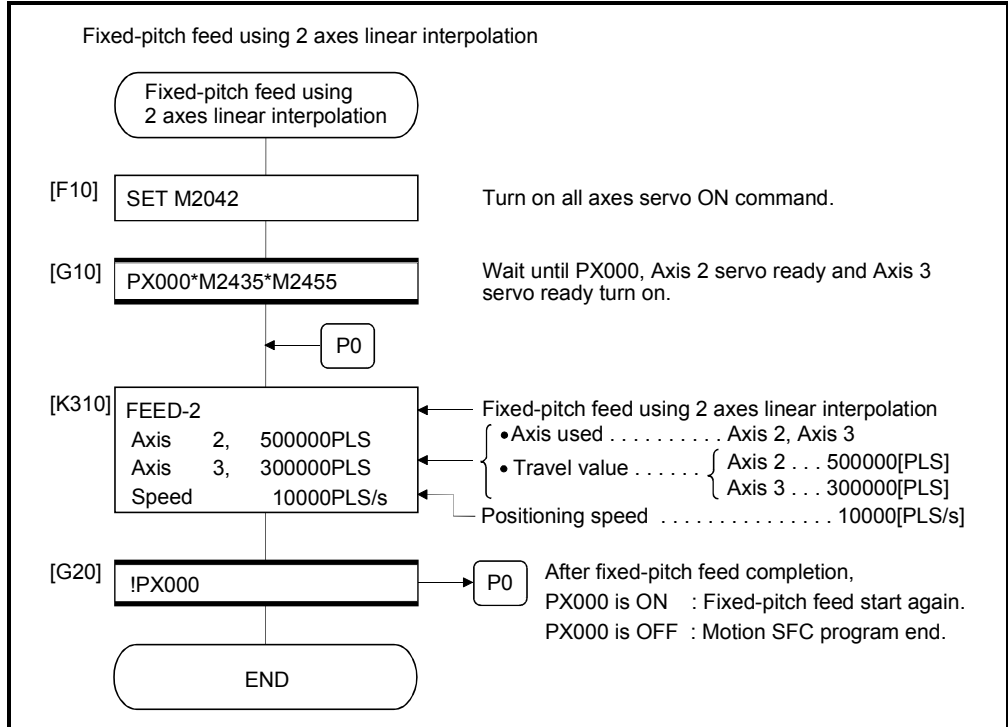 Fixed-pitch feed using 2 axes linear interpolation
Fixed-pitch feed using
2 axes linear interpolation
[F10]
SET M2042
Turn on all axes servo ON command.
[G10]
PX000*M2435*M2455
Wait until PX000, Axis 2 servo ready and Axis 3
servo ready turn on.
P0
[K310]
FEED-2
Axis 2, 500000PLS
Axis 3, 300000PLS
Speed 10000PLS/s
Fixed-pitch feed using 2 axes linear interpolation
•Axis used . . . . . . . . . . Axis 2, Axis 3
• Travel value . . . . . . Axis 2 . . . 500000[PLS]
Axis 3 . . . 300000[PLS]
Positioning speed . . . . . . . . . . . . . . . 10000[PLS/s]
[G20]
!PX000
P0
After fixed-pitch feed completion,
PX000 is ON : Fixed-pitch feed start again.
PX000 is OFF : Motion SFC program end.
END